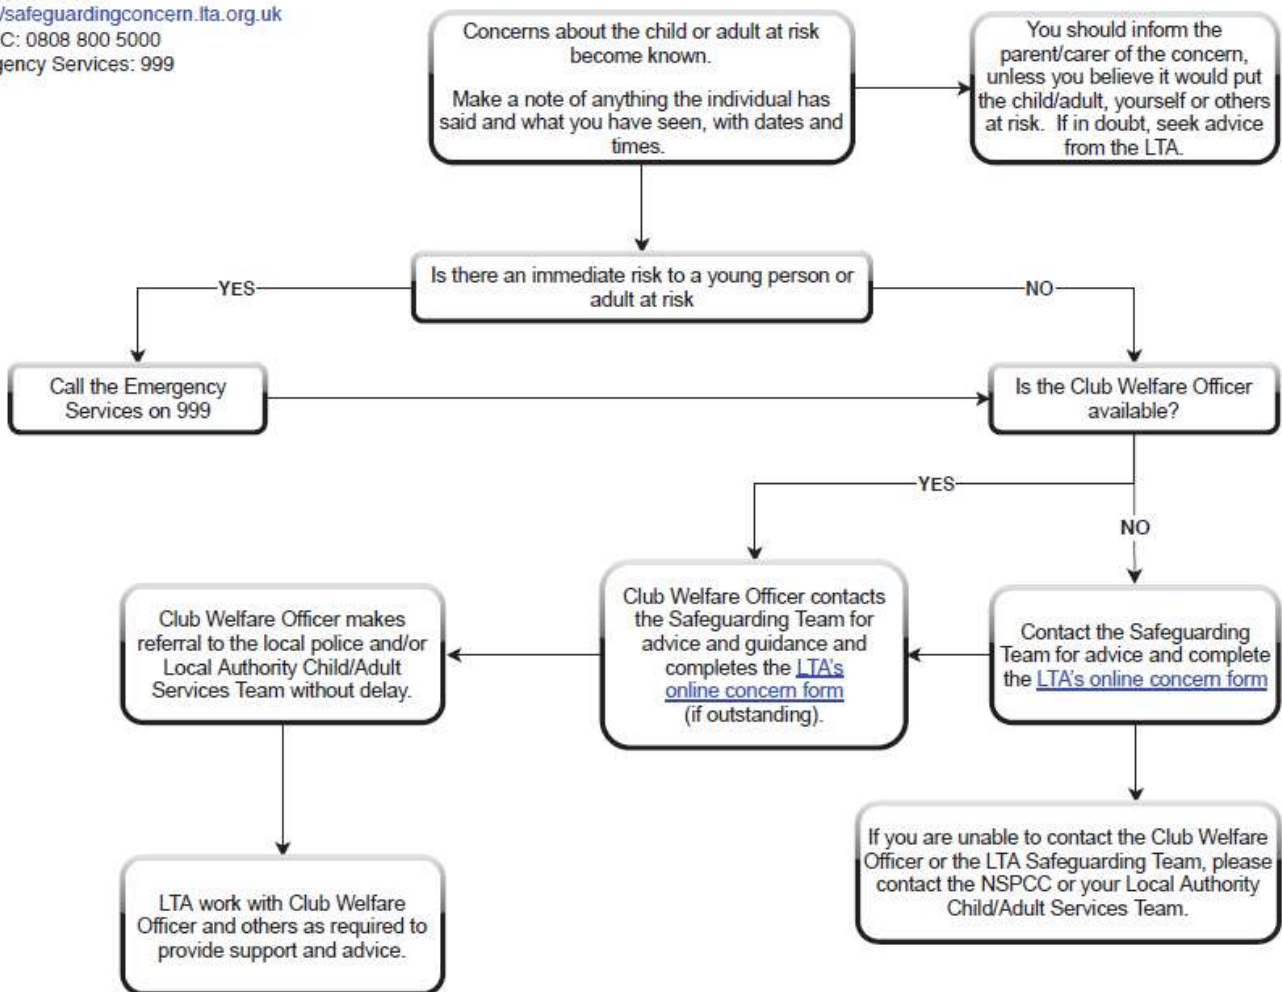 /safeguardingconcern.lta.org.uk
C: 0808 800 5000
gency Services: 999
Concerns about the child or adult at risk
become known.
Make a note of anything the individual has
said and what you have seen, with dates and
times.
You should inform the
parent/carer of the concern,
unless you believe it would put
the child/adult, yourself or others
at risk. If in doubt, seek advice
from the LTA.
Is there an immediate risk to a young person or
adult at risk
YES
NO
Call the Emergency
Services on 999
Is the Club Welfare Officer
available?
YES
NO
Club Welfare Officer makes
referral to the local police and/or
Local Authority Child/Adult
Services Team without delay.
Club Welfare Officer contacts
the Safeguarding Team for
advice and guidance and
completes the LTA's
online concern form
(if outstanding).
Contact the Safeguarding
Team for advice and complete
the LTA's online concern form
LTA work with Club Welfare
Officer and others as required to
provide support and advice.
If you are unable to contact the Club Welfare
Officer or the LTA Safeguarding Team, please
contact the NSPCC or your Local Authority
Child/Adult Services Team.